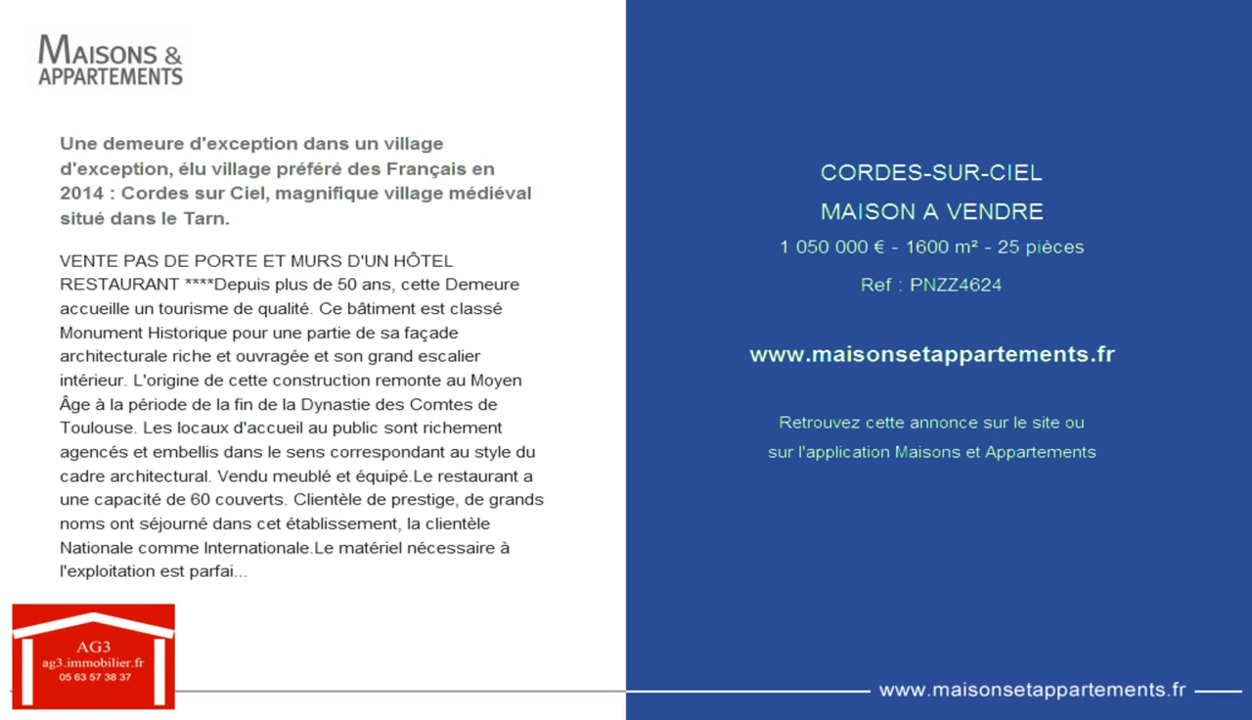 MAISONS &
APPARTEMENTS
Une demeure d'exception dans un village
d'exception, élu village préféré des Français en
2014 : Cordes sur Ciel, magnifique village médiéval
situé dans le Tarn.
VENTE PAS DE PORTE ET MURS D'UN HÔTEL
RESTAURANT ****Depuis plus de 50 ans, cette Demeure
accueille un tourisme de qualité. Ce bâtiment est classé
Monument Historique pour une partie de sa façade
architecturale riche et ouvragée et son grand escalier
intérieur. L'origine de cette construction remonte au Moyen
Âge à la période de la fin de la Dynastie des Comtes de
Toulouse. Les locaux d'accueil au public sont richement
agencés et embellis dans le sens correspondant au style du
cadre architectural. Vendu meublé et équipé.Le restaurant a
une capacité de 60 couverts. Clientèle de prestige, de grands
noms ont séjourné dans cet établissement, la clientèle
Nationale comme Internationale.Le matériel nécessaire à
l'exploitation est parfai...
AG3
ag3.immobilier.fr
05 63 57 38 37
CORDES-SUR-CIEL
MAISON A VENDRE
1 050 000 € - 1600 m² - 25 pièces
Ref : PNZZ4624
www.maisonsetappartements.fr
Retrouvez cette annonce sur le site ou
sur l'application Maisons et Appartements
www.maisonsetappartements.fr